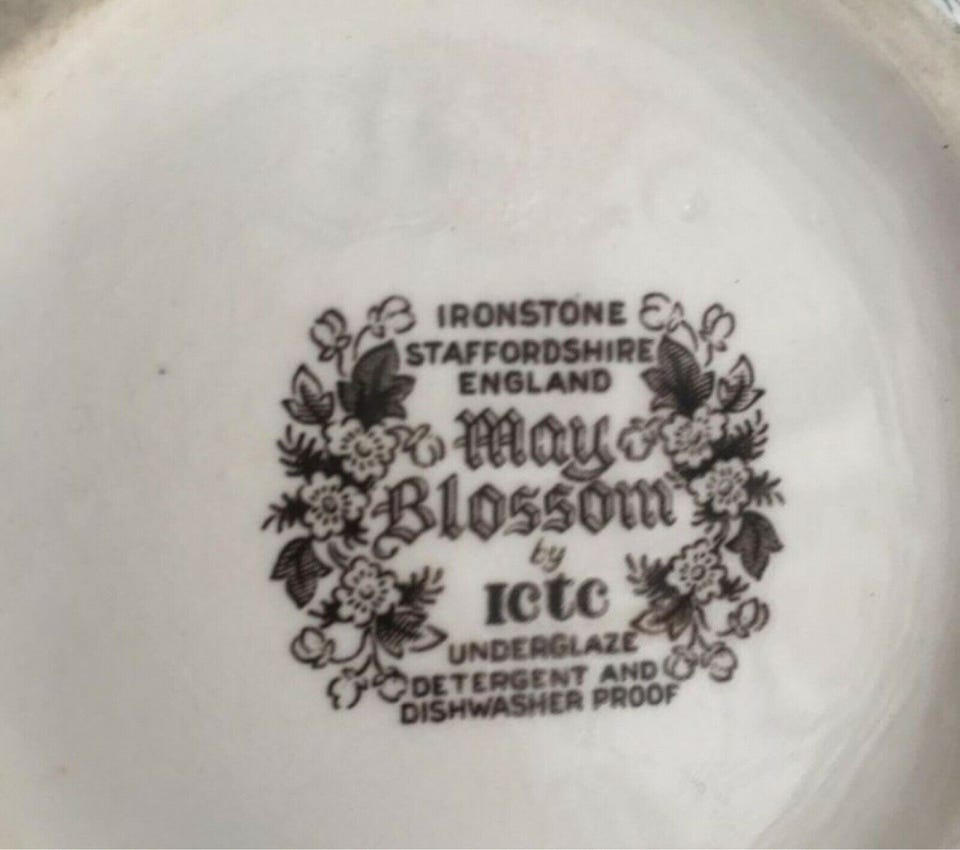 IRONSTONE
STAFFORDSHIRE
ENGLAND
May
Blossom
by
ICTC
UNDERGLAZE
DETERGENT AND
DISHWASHER PROOF